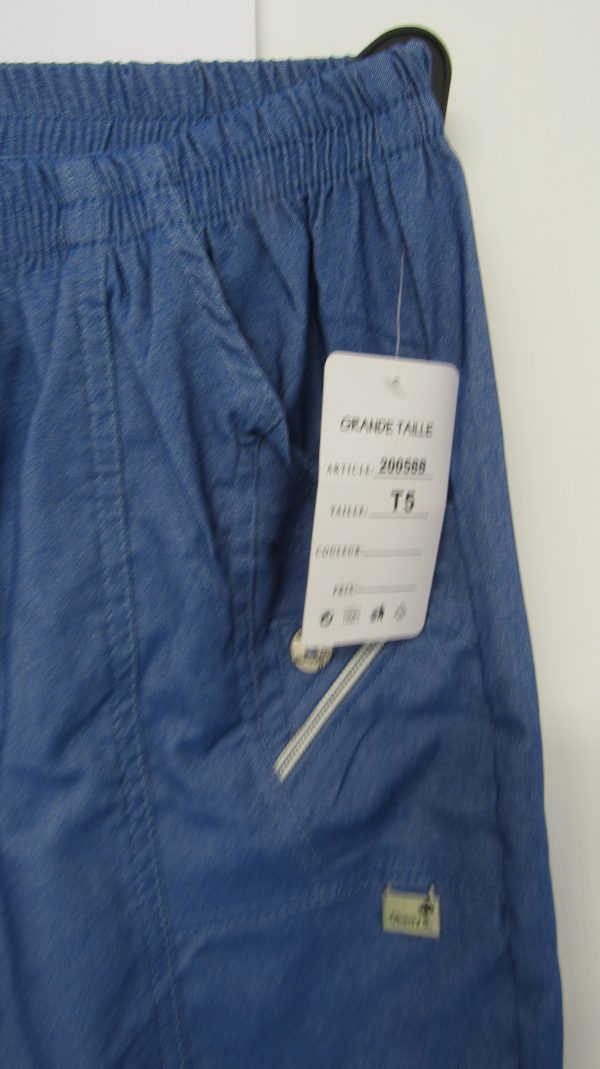 GRANDE TAILLE
ARTICLE: 200588
TAILLE: T5
COULEUR:
PRIX: